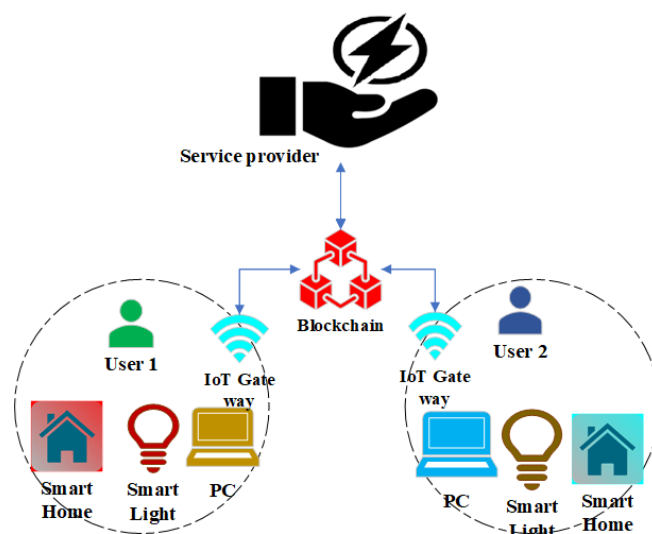 Service provider
Blockchain
User 1
IoT Gate
way
Smart
Home
Smart
Light
PC
User 2
IoT Gate
way
PC
Smart
Light
Smart
Home